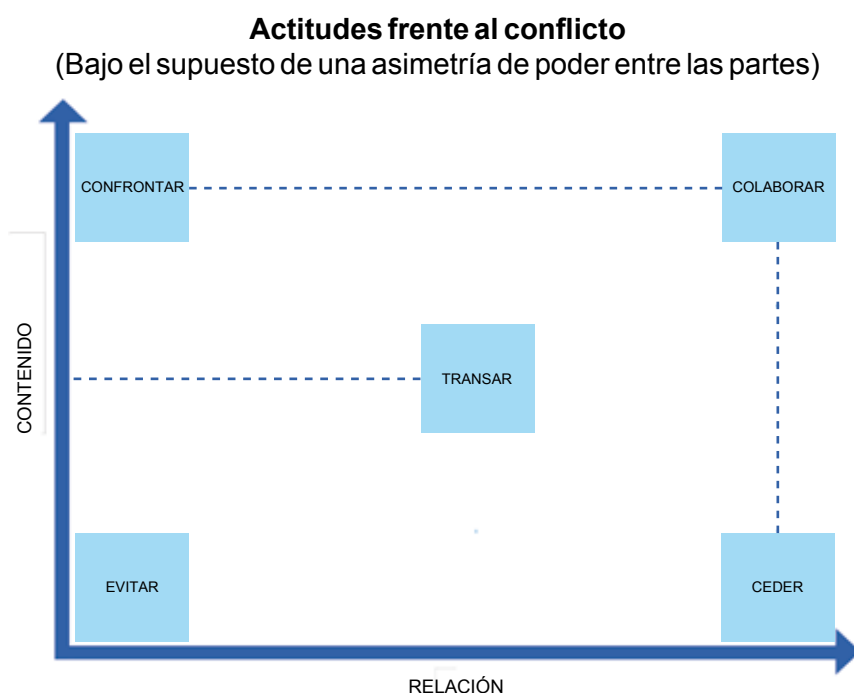 Actitudes frente al conflicto
(Bajo el supuesto de una asimetría de poder entre las partes)
CONFRONTAR
COLABORAR
CONTENIDO
TRANSAR
EVITAR
CEDER
RELACIÓN